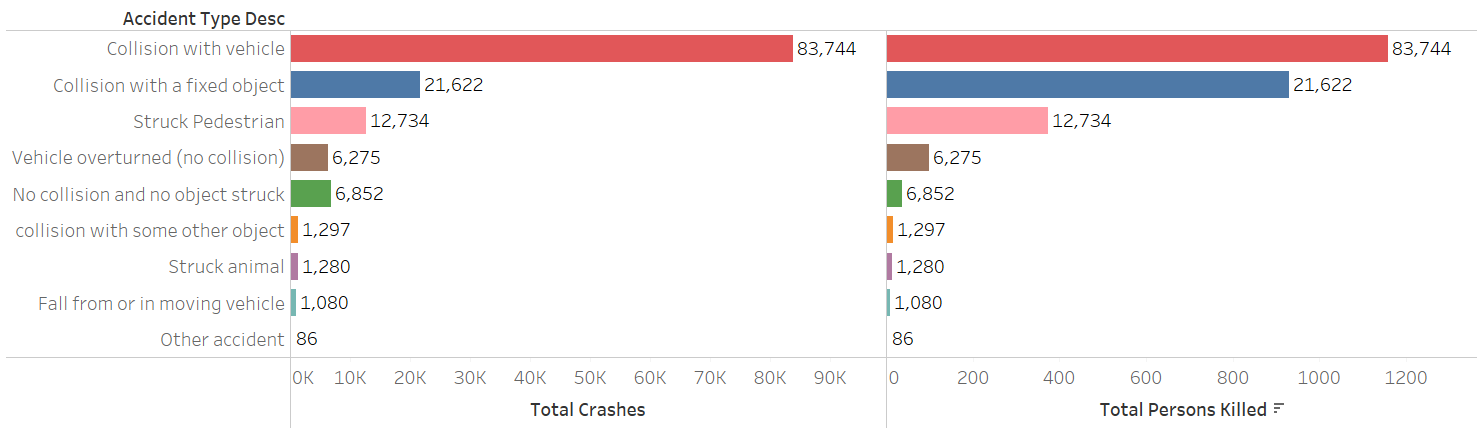 Accident Type Desc
Collision with vehicle 83,744 83,744
Collision with a fixed object 21,622 21,622
Struck Pedestrian 12,734 12,734
Vehicle overturned (no collision) 6,275 6,275
No collision and no object struck 6,852 6,852
collision with some other object 1,297 1,297
Struck animal 1,280 1,280
Fall from or in moving vehicle 1,080 1,080
Other accident 86 86
0K 10K 20K 30K 40K 50K 60K 70K 80K 90K 0 200 400 600 800 1000 1200
Total Crashes Total Persons Killed